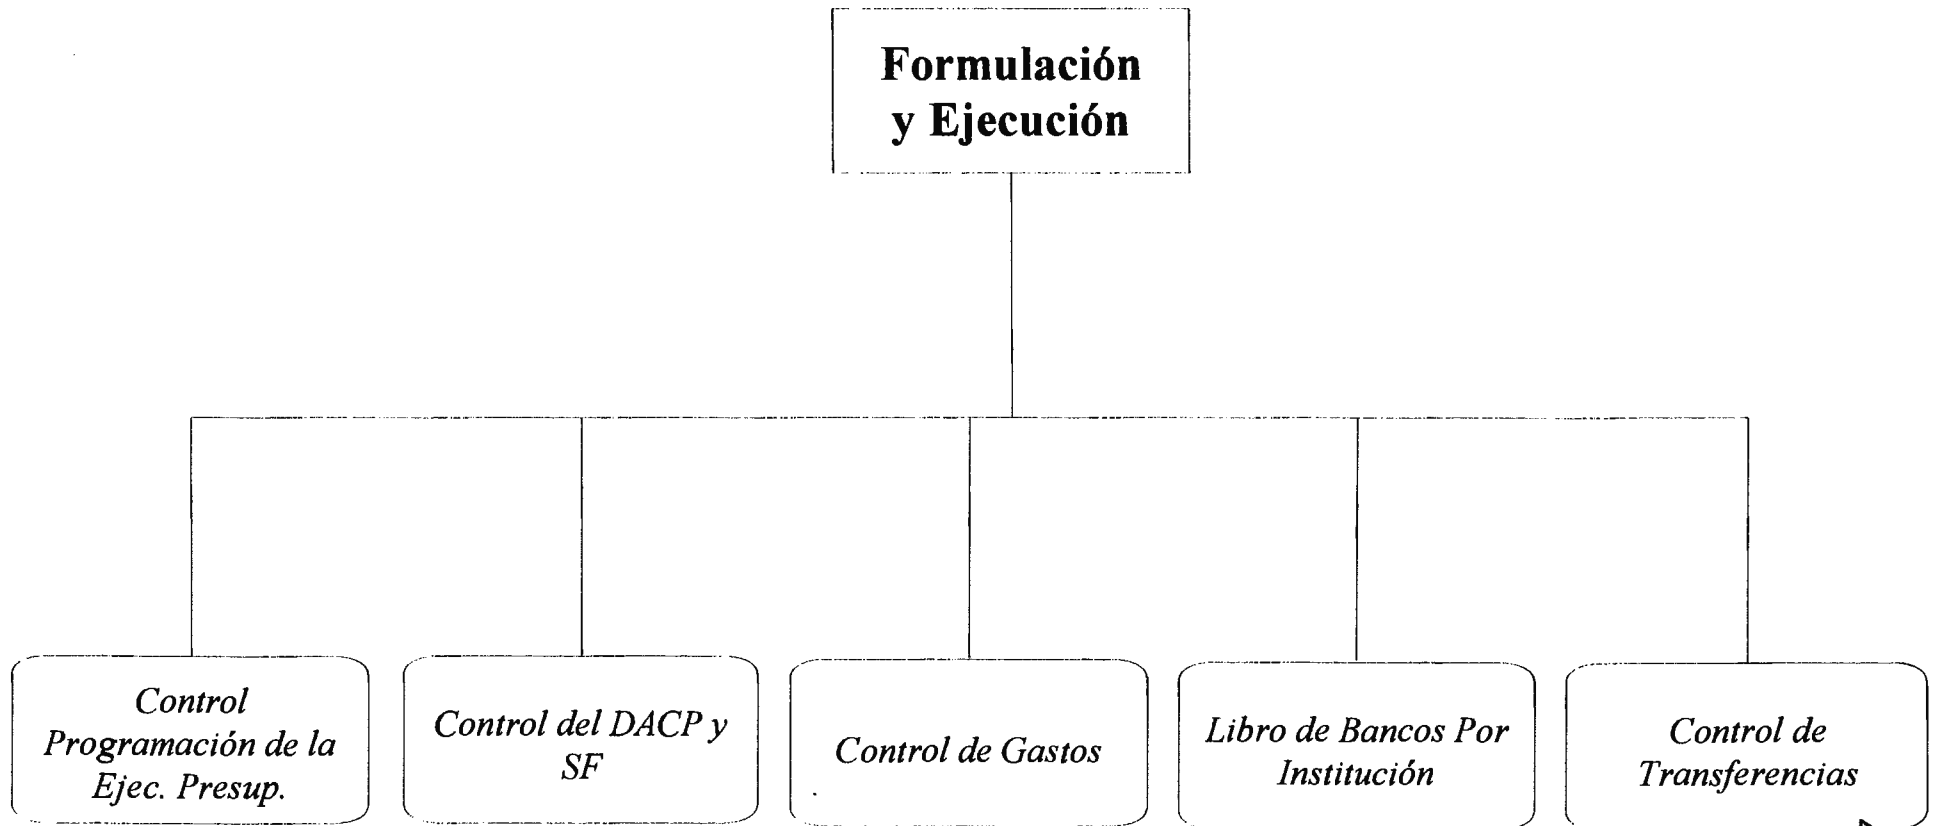 Formulación
y Ejecución
Control
Programación de la
Ejec. Presup.
Control del DACP y
SF
Control de Gastos
Libro de Bancos Por
Institución
Control de
Transferencias